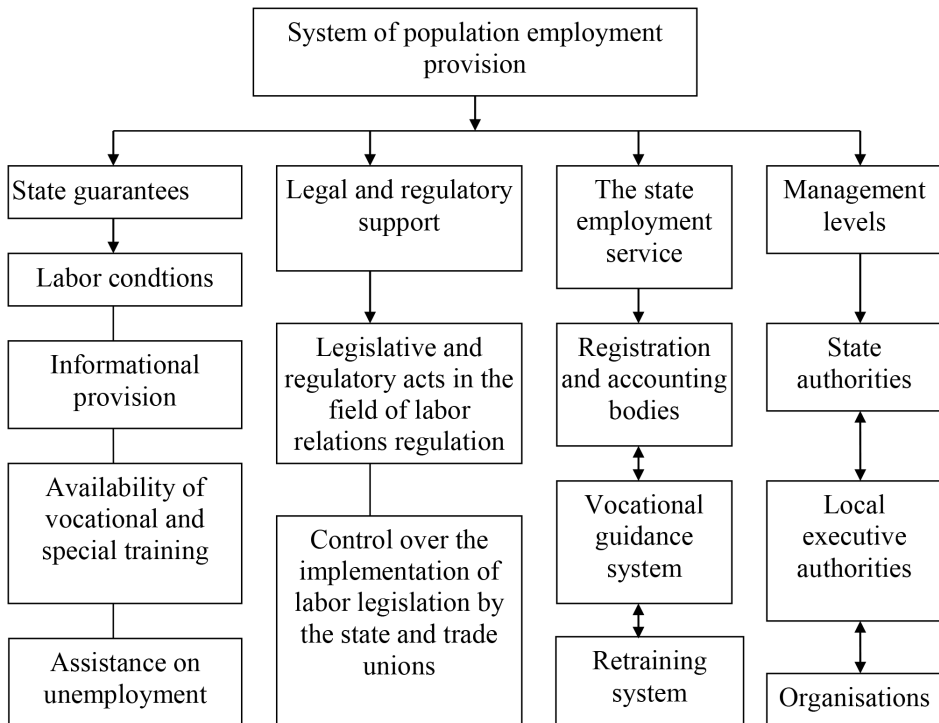 System of population employment
provision
State guarantees
Labor condtions
Informational
provision
Availability of
vocational and
special training
Assistance on
unemployment
Legal and regulatory
support
Legislative and
regulatory acts in the
field of labor
relations regulation
Control over the
implementation of
labor legislation by
the state and trade
unions
The state
employment
service
Registration
and accounting
bodies
Vocational
guidance
system
Retraining
system
Management
levels
State
authorities
Local
executive
authorities
Organisations